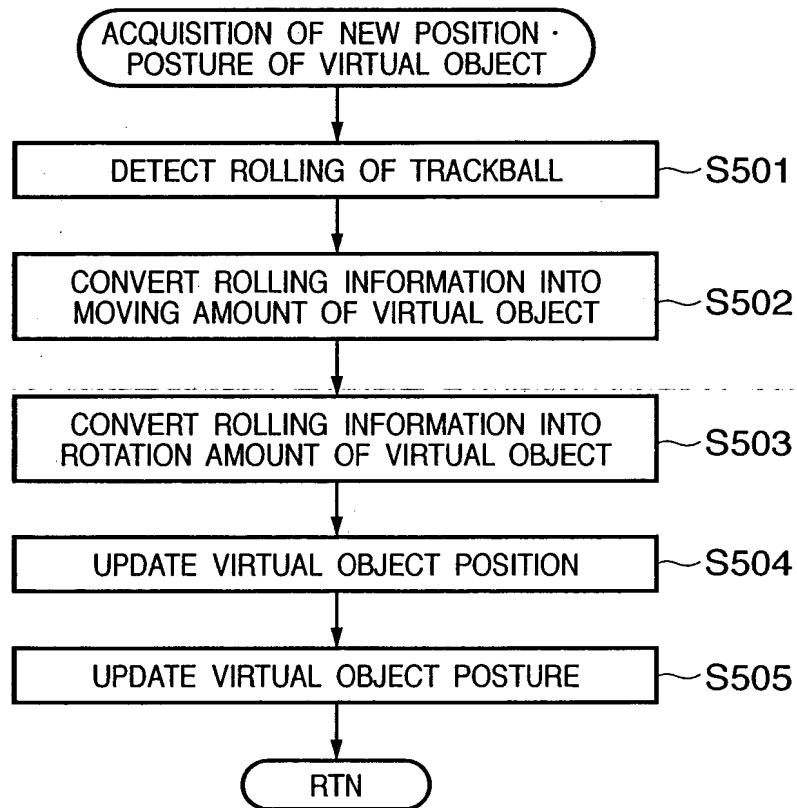 ACQUISITION OF NEW POSITION ·
POSTURE OF VIRTUAL OBJECT
DETECT ROLLING OF TRACKBALL
S501
CONVERT ROLLING INFORMATION INTO
MOVING AMOUNT OF VIRTUAL OBJECT
S502
CONVERT ROLLING INFORMATION INTO
ROTATION AMOUNT OF VIRTUAL OBJECT
S503
UPDATE VIRTUAL OBJECT POSITION
S504
UPDATE VIRTUAL OBJECT POSTURE
S505
RTN